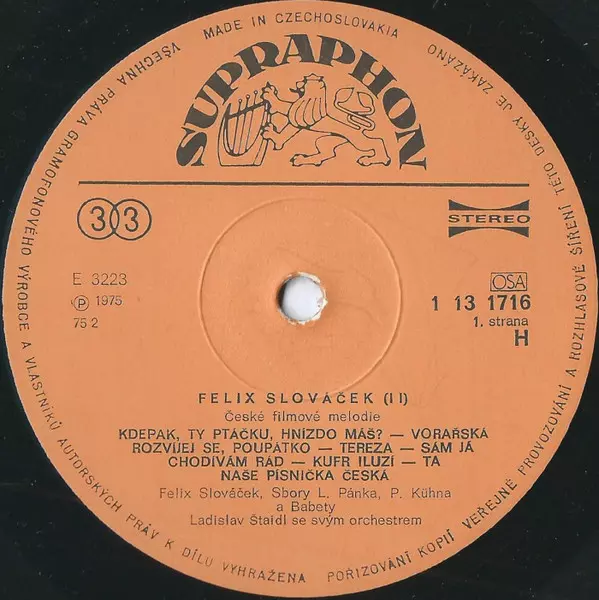 MADE IN CZECHOSLOVAKIA
VŠECHNA PRÁVA GRAMOFONOVÉHO VÝROBCE A VLASTNÍKŮ AUTORSKÝCH PRÁV K DÍLU VYHRAŽENA POŘIZOVÁNÍ KOPIÍ VEŘEJNÉ PROVOZOVÁNÍ A ROZHLASOVÉ ŠÍŘENÍ TÉTO DESKY JE ZAKÁZÁNO
SUPRAPHON
33
STEREO
E 3223
Ⓟ 1975
75 2
OSA
1 13 1716
1. strana
H
FELIX SLOVÁČEK (II)
České filmové melodie
KDEPAK, TY PTÁČKU, HNÍZDO MÁŠ? — VORAŘSKÁ
ROZVÍJEJ SE, POUPÁTKO — TEREZA — SÁM JÁ
CHODÍVÁM RÁD — KUFR ILUZÍ — TA
NAŠE PÍSNIČKA ČESKÁ
Felix Slováček, Sbory L. Pánka, P. Kühna
a Babety
Ladislav Štaidl se svým orchestrem